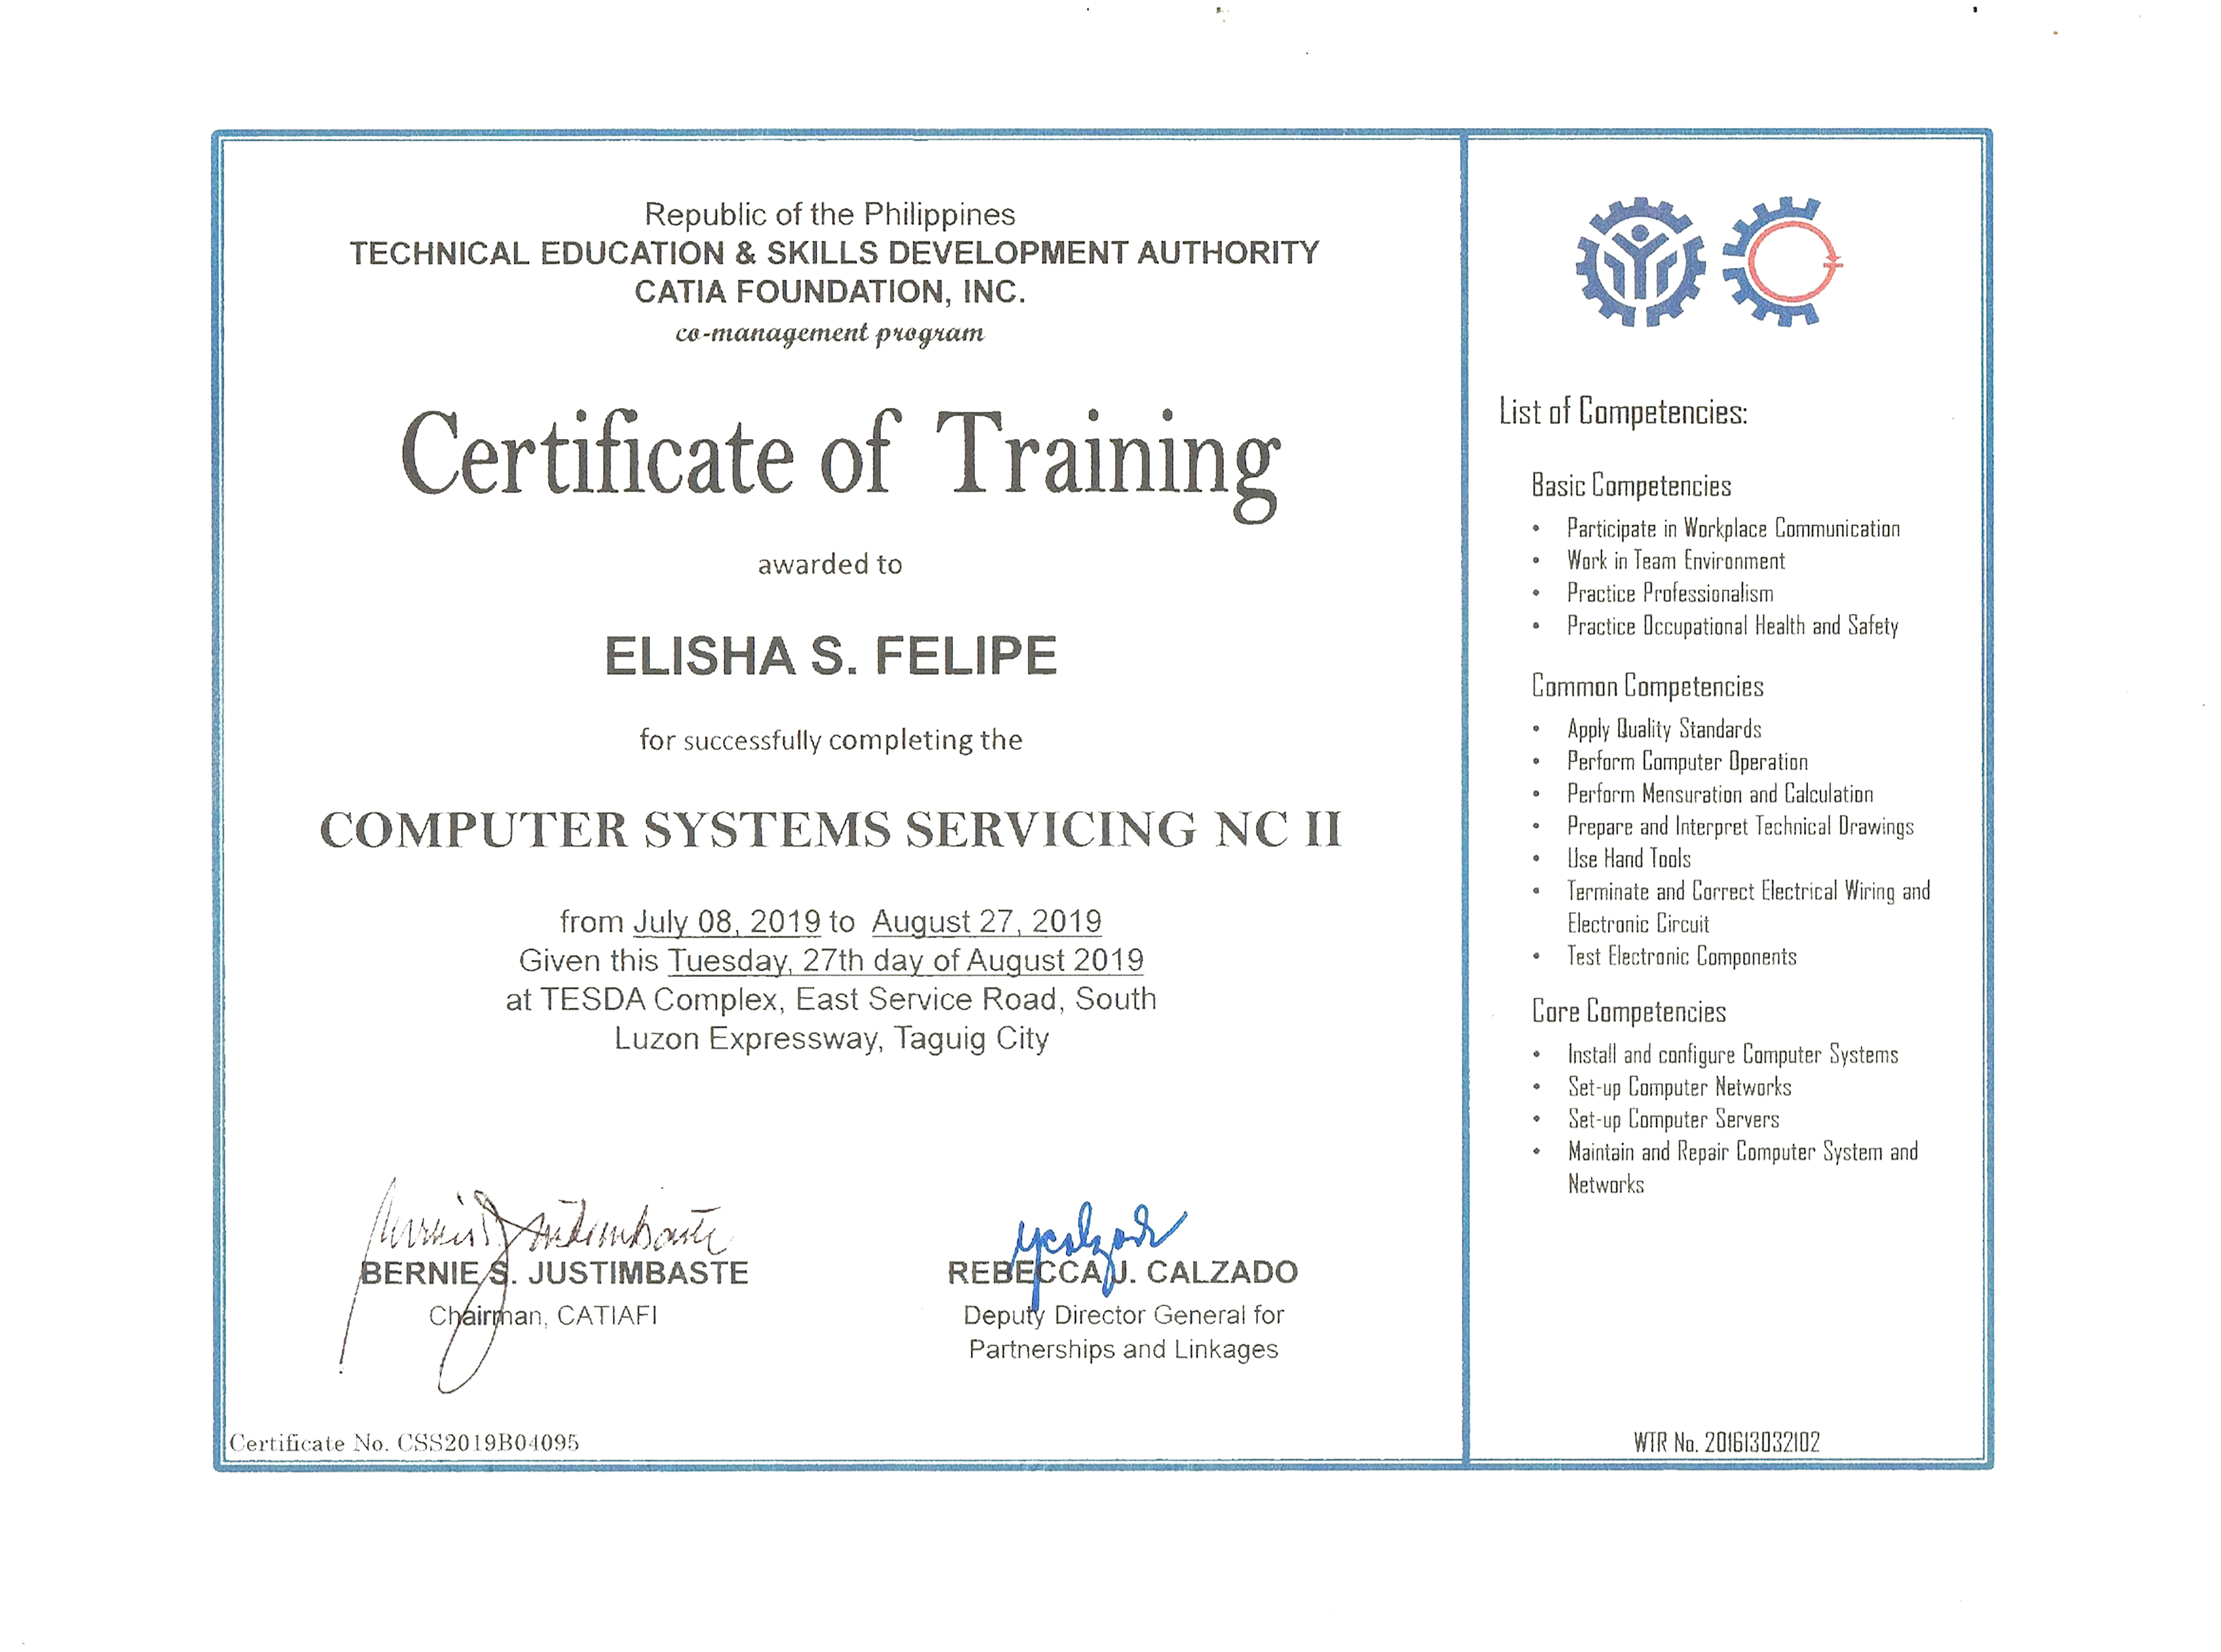 Republic of the Philippines
TECHNICAL EDUCATION & SKILLS DEVELOPMENT AUTHORITY
CATIA FOUNDATION, INC.
co-management program
Certificate of Training
awarded to
ELISHA S. FELIPE
for successfully completing the
COMPUTER SYSTEMS SERVICING NC II
from July 08, 2019 to August 27, 2019
Given this Tuesday, 27th day of August 2019
at TESDA Complex, East Service Road, South
Luzon Expressway, Taguig City
BERNIE S. JUSTIMBASTE
Chairman, CATIAFI
REBECCA J. CALZADO
Deputy Director General for
Partnerships and Linkages
Certificate No. CSS2019B04095
List of Competencies:
Basic Competencies
• Participate in Workplace Communication
• Work in Team Environment
• Practice Professionalism
• Practice Occupational Health and Safety
Common Competencies
• Apply Quality Standards
• Perform Computer Operation
• Perform Mensuration and Calculation
• Prepare and Interpret Technical Drawings
• Use Hand Tools
• Terminate and Correct Electrical Wiring and
Electronic Circuit
• Test Electronic Components
Core Competencies
• Install and configure Computer Systems
• Set-up Computer Networks
• Set-up Computer Servers
• Maintain and Repair Computer System and
Networks
WTR No. 201613032102